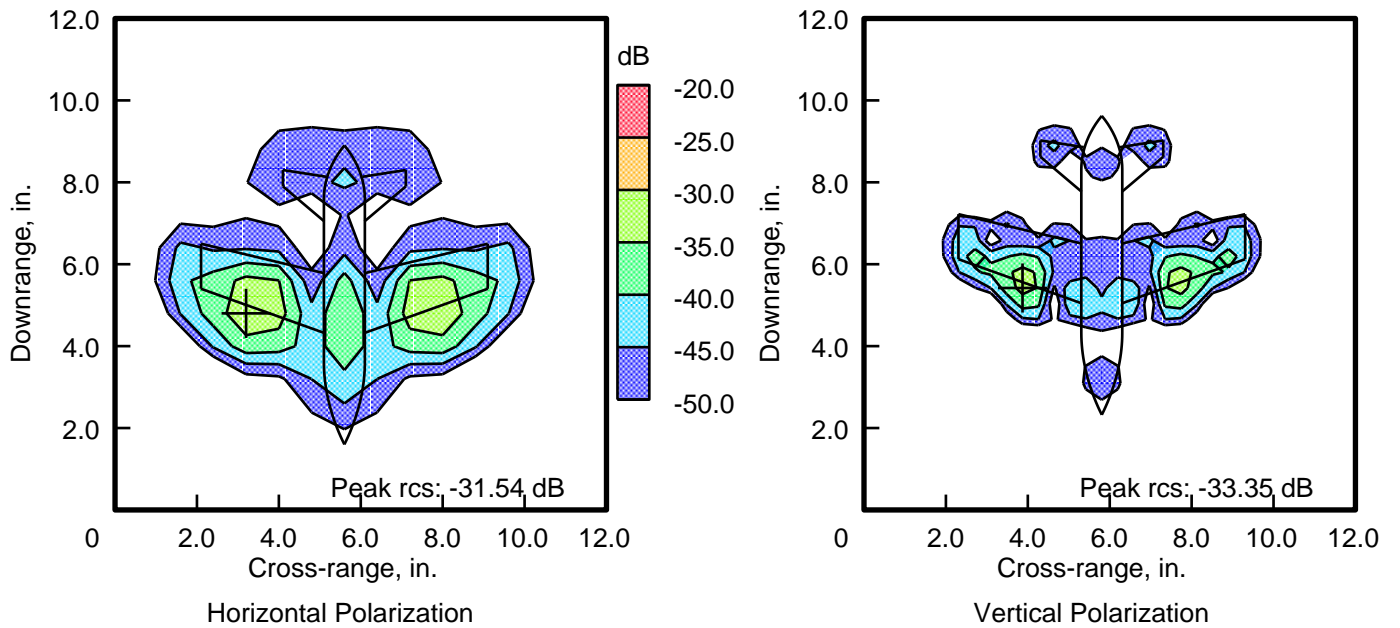 12.0
10.0
8.0
6.0
4.0
2.0
0
Downrange, in.
2.0 4.0 6.0 8.0 10.0 12.0
Cross-range, in.
Peak rcs: -31.54 dB
Horizontal Polarization
dB
-20.0
-25.0
-30.0
-35.0
-40.0
-45.0
-50.0
12.0
10.0
8.0
6.0
4.0
2.0
0
Downrange, in.
2.0 4.0 6.0 8.0 10.0 12.0
Cross-range, in.
Peak rcs: -33.35 dB
Vertical Polarization